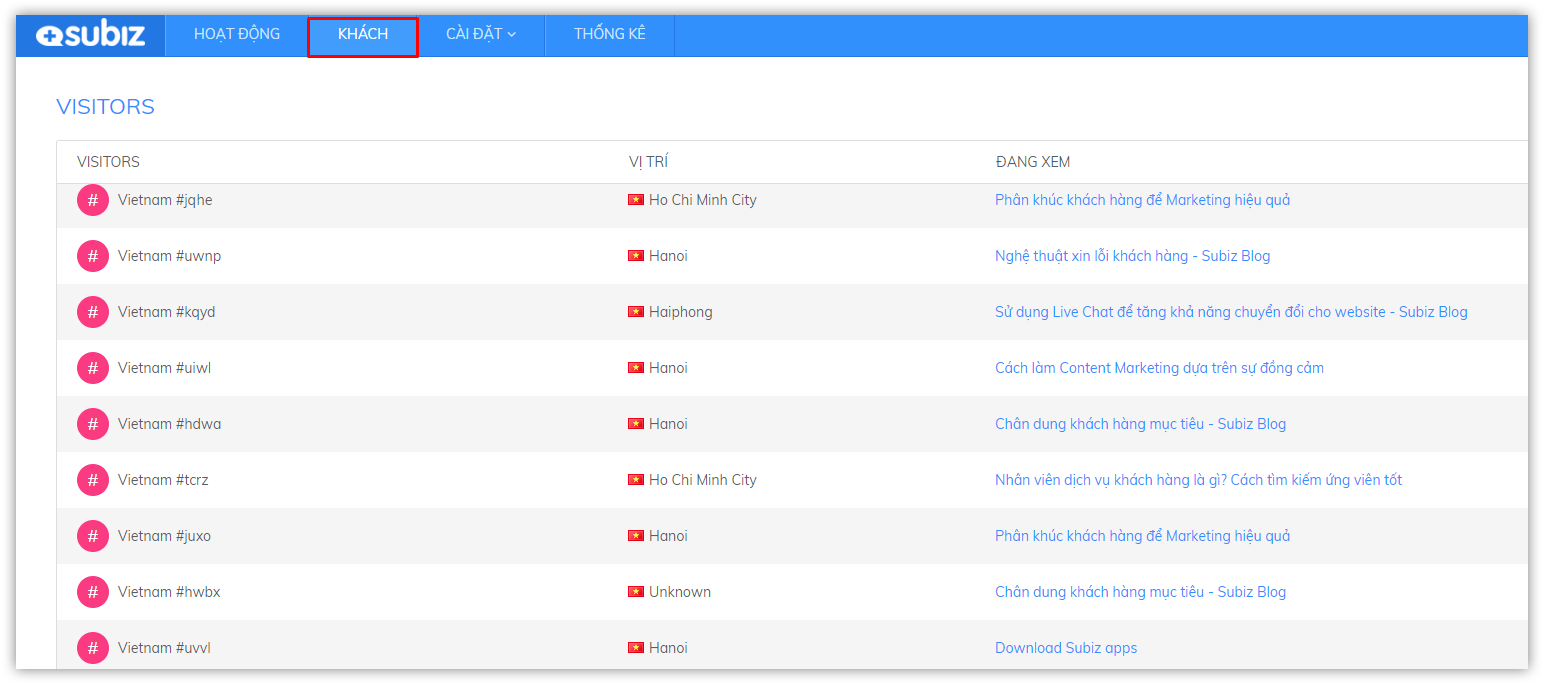 subiz HOẠT ĐỘNG KHÁCH CÀI ĐẶT THỐNG KÊ
VISITORS
VISITORS VỊ TRÍ ĐANG XEM
# Vietnam #jqhe Ho Chi Minh City Phân khúc khách hàng để Marketing hiệu quả
# Vietnam #uwnp Hanoi Nghệ thuật xin lỗi khách hàng - Subiz Blog
# Vietnam #kqyd Haiphong Sử dụng Live Chat để tăng khả năng chuyển đổi cho website - Subiz Blog
# Vietnam #uiwl Hanoi Cách làm Content Marketing dựa trên sự đồng cảm
# Vietnam #hdwa Hanoi Chân dung khách hàng mục tiêu - Subiz Blog
# Vietnam #tcrz Ho Chi Minh City Nhân viên dịch vụ khách hàng là gì? Cách tìm kiếm ứng viên tốt
# Vietnam #juxo Hanoi Phân khúc khách hàng để Marketing hiệu quả
# Vietnam #hwbx Unknown Chân dung khách hàng mục tiêu - Subiz Blog
# Vietnam #uvvl Hanoi Download Subiz apps